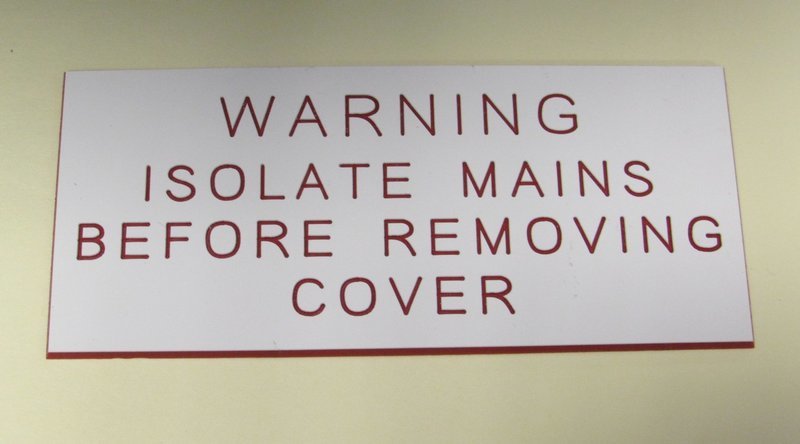 WARNING
ISOLATE MAINS
BEFORE REMOVING
COVER